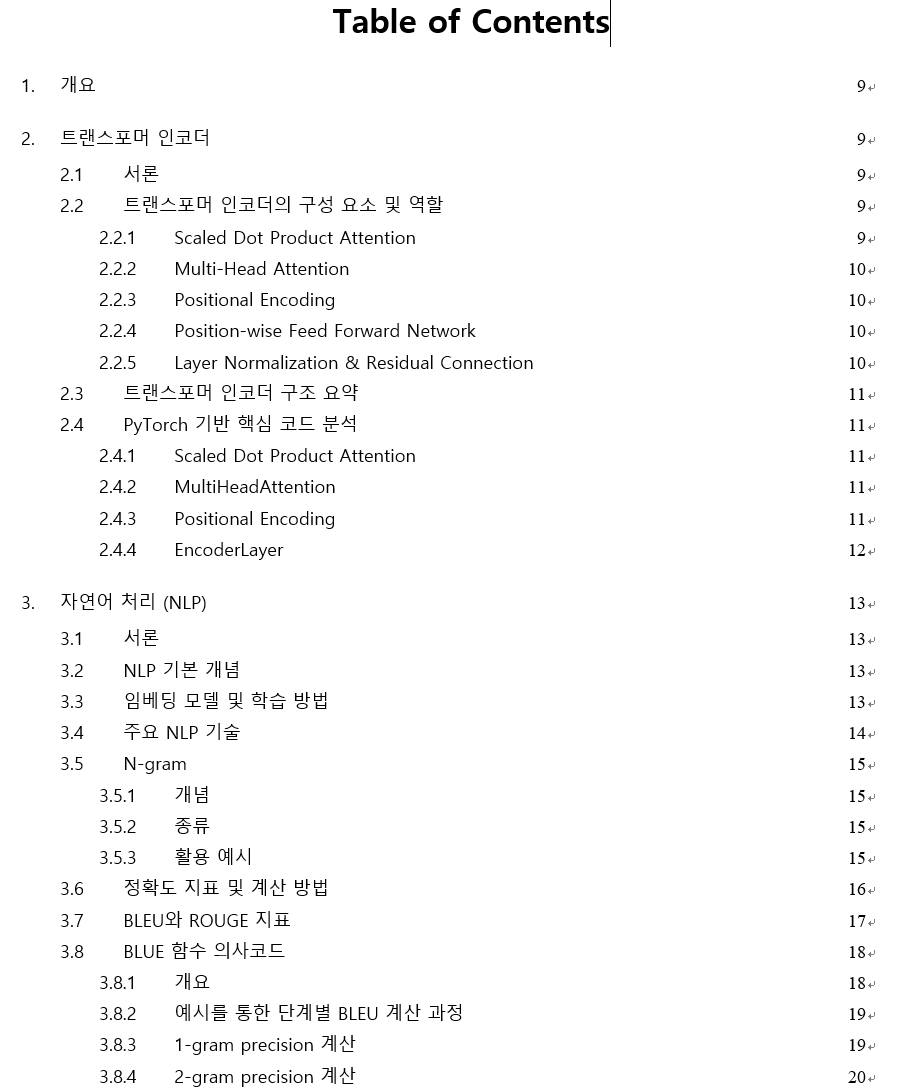 Table of Contents
1. 개요 9
2. 트랜스포머 인코더 9
2.1 서론 9
2.2 트랜스포머 인코더의 구성 요소 및 역할 9
2.2.1 Scaled Dot Product Attention 9
2.2.2 Multi-Head Attention 10
2.2.3 Positional Encoding 10
2.2.4 Position-wise Feed Forward Network 10
2.2.5 Layer Normalization & Residual Connection 10
2.3 트랜스포머 인코더 구조 요약 11
2.4 PyTorch 기반 핵심 코드 분석 11
2.4.1 Scaled Dot Product Attention 11
2.4.2 MultiHeadAttention 11
2.4.3 Positional Encoding 11
2.4.4 EncoderLayer 12
3. 자연어 처리 (NLP) 13
3.1 서론 13
3.2 NLP 기본 개념 13
3.3 임베딩 모델 및 학습 방법 13
3.4 주요 NLP 기술 14
3.5 N-gram 15
3.5.1 개념 15
3.5.2 종류 15
3.5.3 활용 예시 15
3.6 정확도 지표 및 계산 방법 16
3.7 BLEU와 ROUGE 지표 17
3.8 BLUE 함수 의사코드 18
3.8.1 개요 18
3.8.2 예시를 통한 단계별 BLEU 계산 과정 19
3.8.3 1-gram precision 계산 19
3.8.4 2-gram precision 계산 20